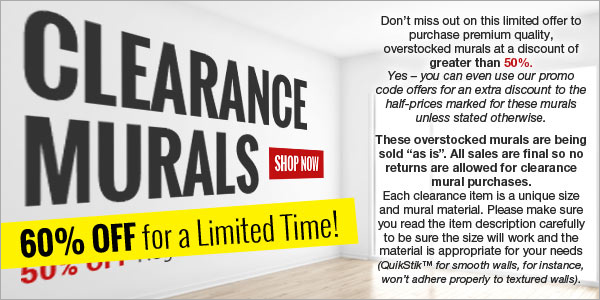 CLEARANCE
MURALS
SHOP NOW
60% OFF for a Limited Time!
50% OFF
Don't miss out on this limited offer to
purchase premium quality,
overstocked murals at a discount of
greater than 50%.
Yes – you can even use our promo
code offers for an extra discount to the
half-prices marked for these murals
unless stated otherwise.
These overstocked murals are being
sold “as is”. All sales are final so no
returns are allowed for clearance
mural purchases.
Each clearance item is a unique size
and mural material. Please make sure
you read the item description carefully
to be sure the size will work and the
material is appropriate for your needs
(QuikStik™ for smooth walls, for instance,
won't adhere properly to textured walls).